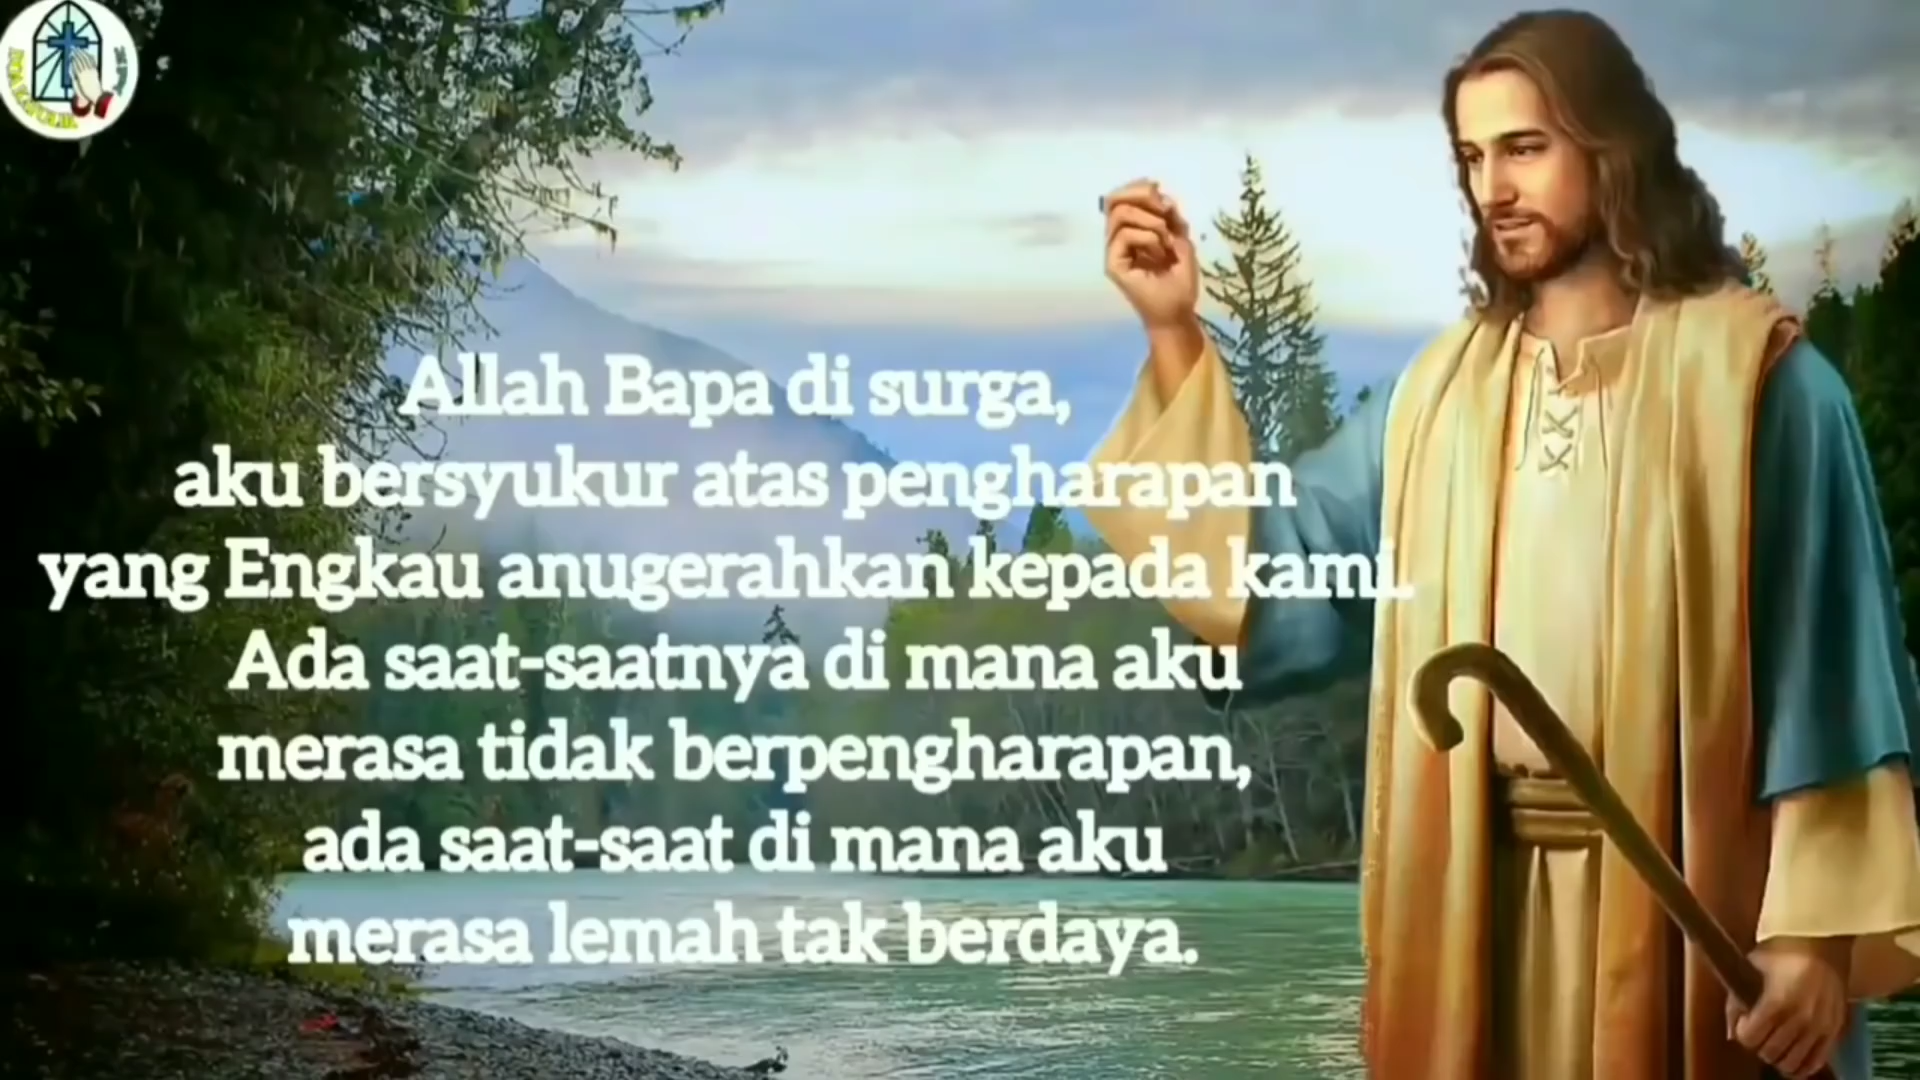 Allah Bapa di surga,
aku bersyukur atas pengharapan
yang Engkau anugerahkan kepada kami.
Ada saat-saatnya di mana aku
merasa tidak berpengharapan,
ada saat-saat di mana aku
merasa lemah tak berdaya.